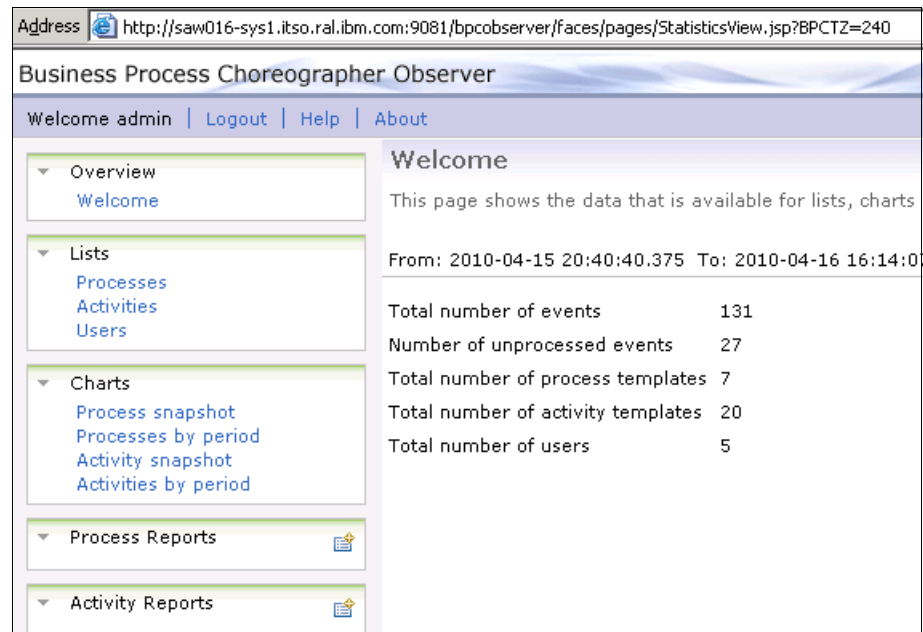 Address http://saw016-sys1.itso.ral.ibm.com:9081/bpcobserver/faces/pages/StatisticsView.jsp?BPCTZ=240
Business Process Choreographer Observer
Welcome admin | Logout | Help | About
Overview
Welcome
Lists
Processes
Activities
Users
Charts
Process snapshot
Processes by period
Activity snapshot
Activities by period
Process Reports
Activity Reports
Welcome
This page shows the data that is available for lists, charts
From: 2010-04-15 20:40:40.375 To: 2010-04-16 16:14:07
Total number of events 131
Number of unprocessed events 27
Total number of process templates 7
Total number of activity templates 20
Total number of users 5